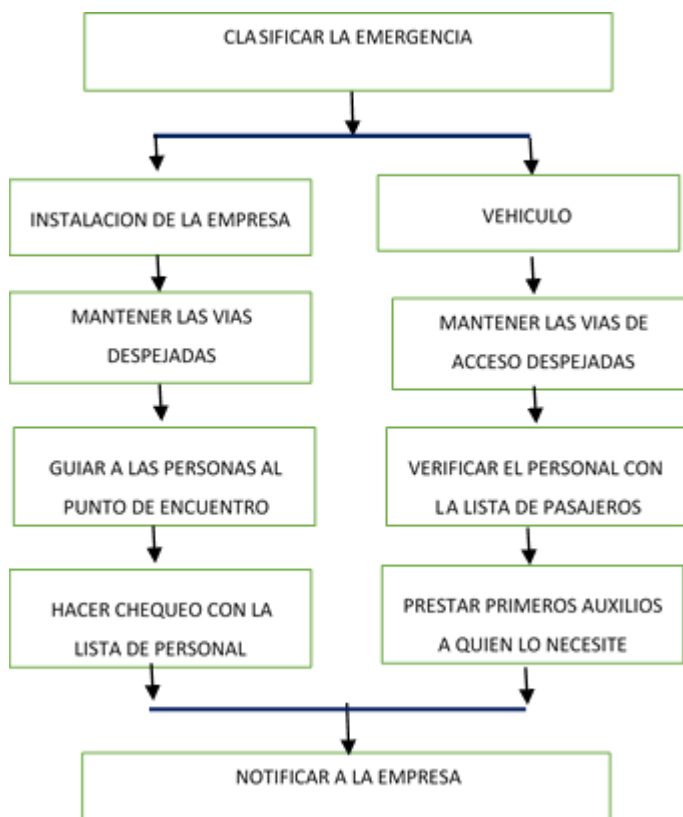 CLASIFICAR LA EMERGENCIA
INSTALACION DE LA EMPRESA
VEHICULO
MANTENER LAS VIAS
DESPEJADAS
MANTENER LAS VIAS DE
ACCESO DESPEJADAS
GUIAR A LAS PERSONAS AL
PUNTO DE ENCUENTRO
VERIFICAR EL PERSONAL CON
LA LISTA DE PASAJEROS
HACER CHEQUEO CON LA
LISTA DE PERSONAL
PRESTAR PRIMEROS AUXILIOS
A QUIEN LO NECESITE
NOTIFICAR A LA EMPRESA